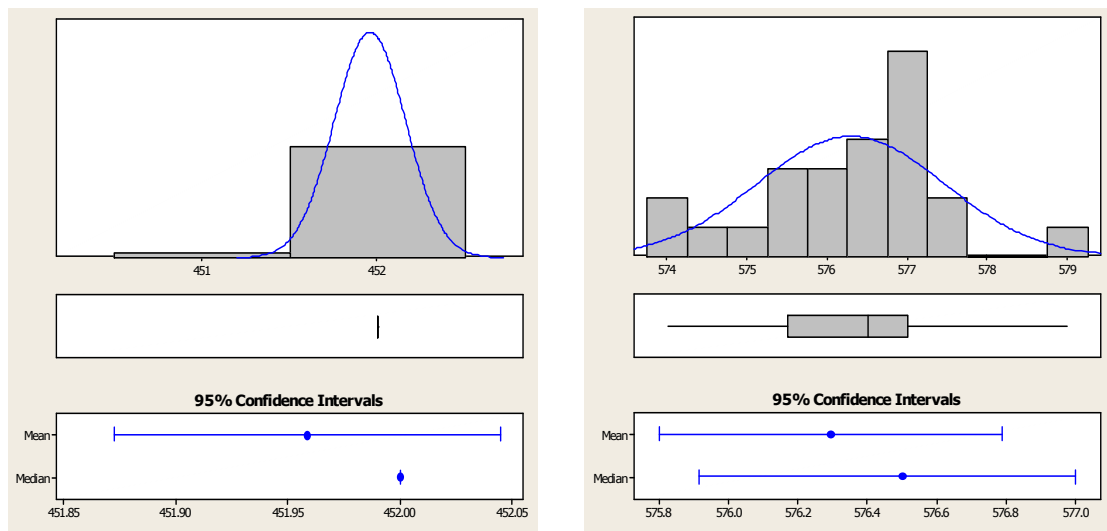 451 452
95% Confidence Intervals
Mean
Median
451.85 451.90 451.95 452.00 452.05
574 575 576 577 578 579
95% Confidence Intervals
Mean
Median
575.8 576.0 576.2 576.4 576.6 576.8 577.0